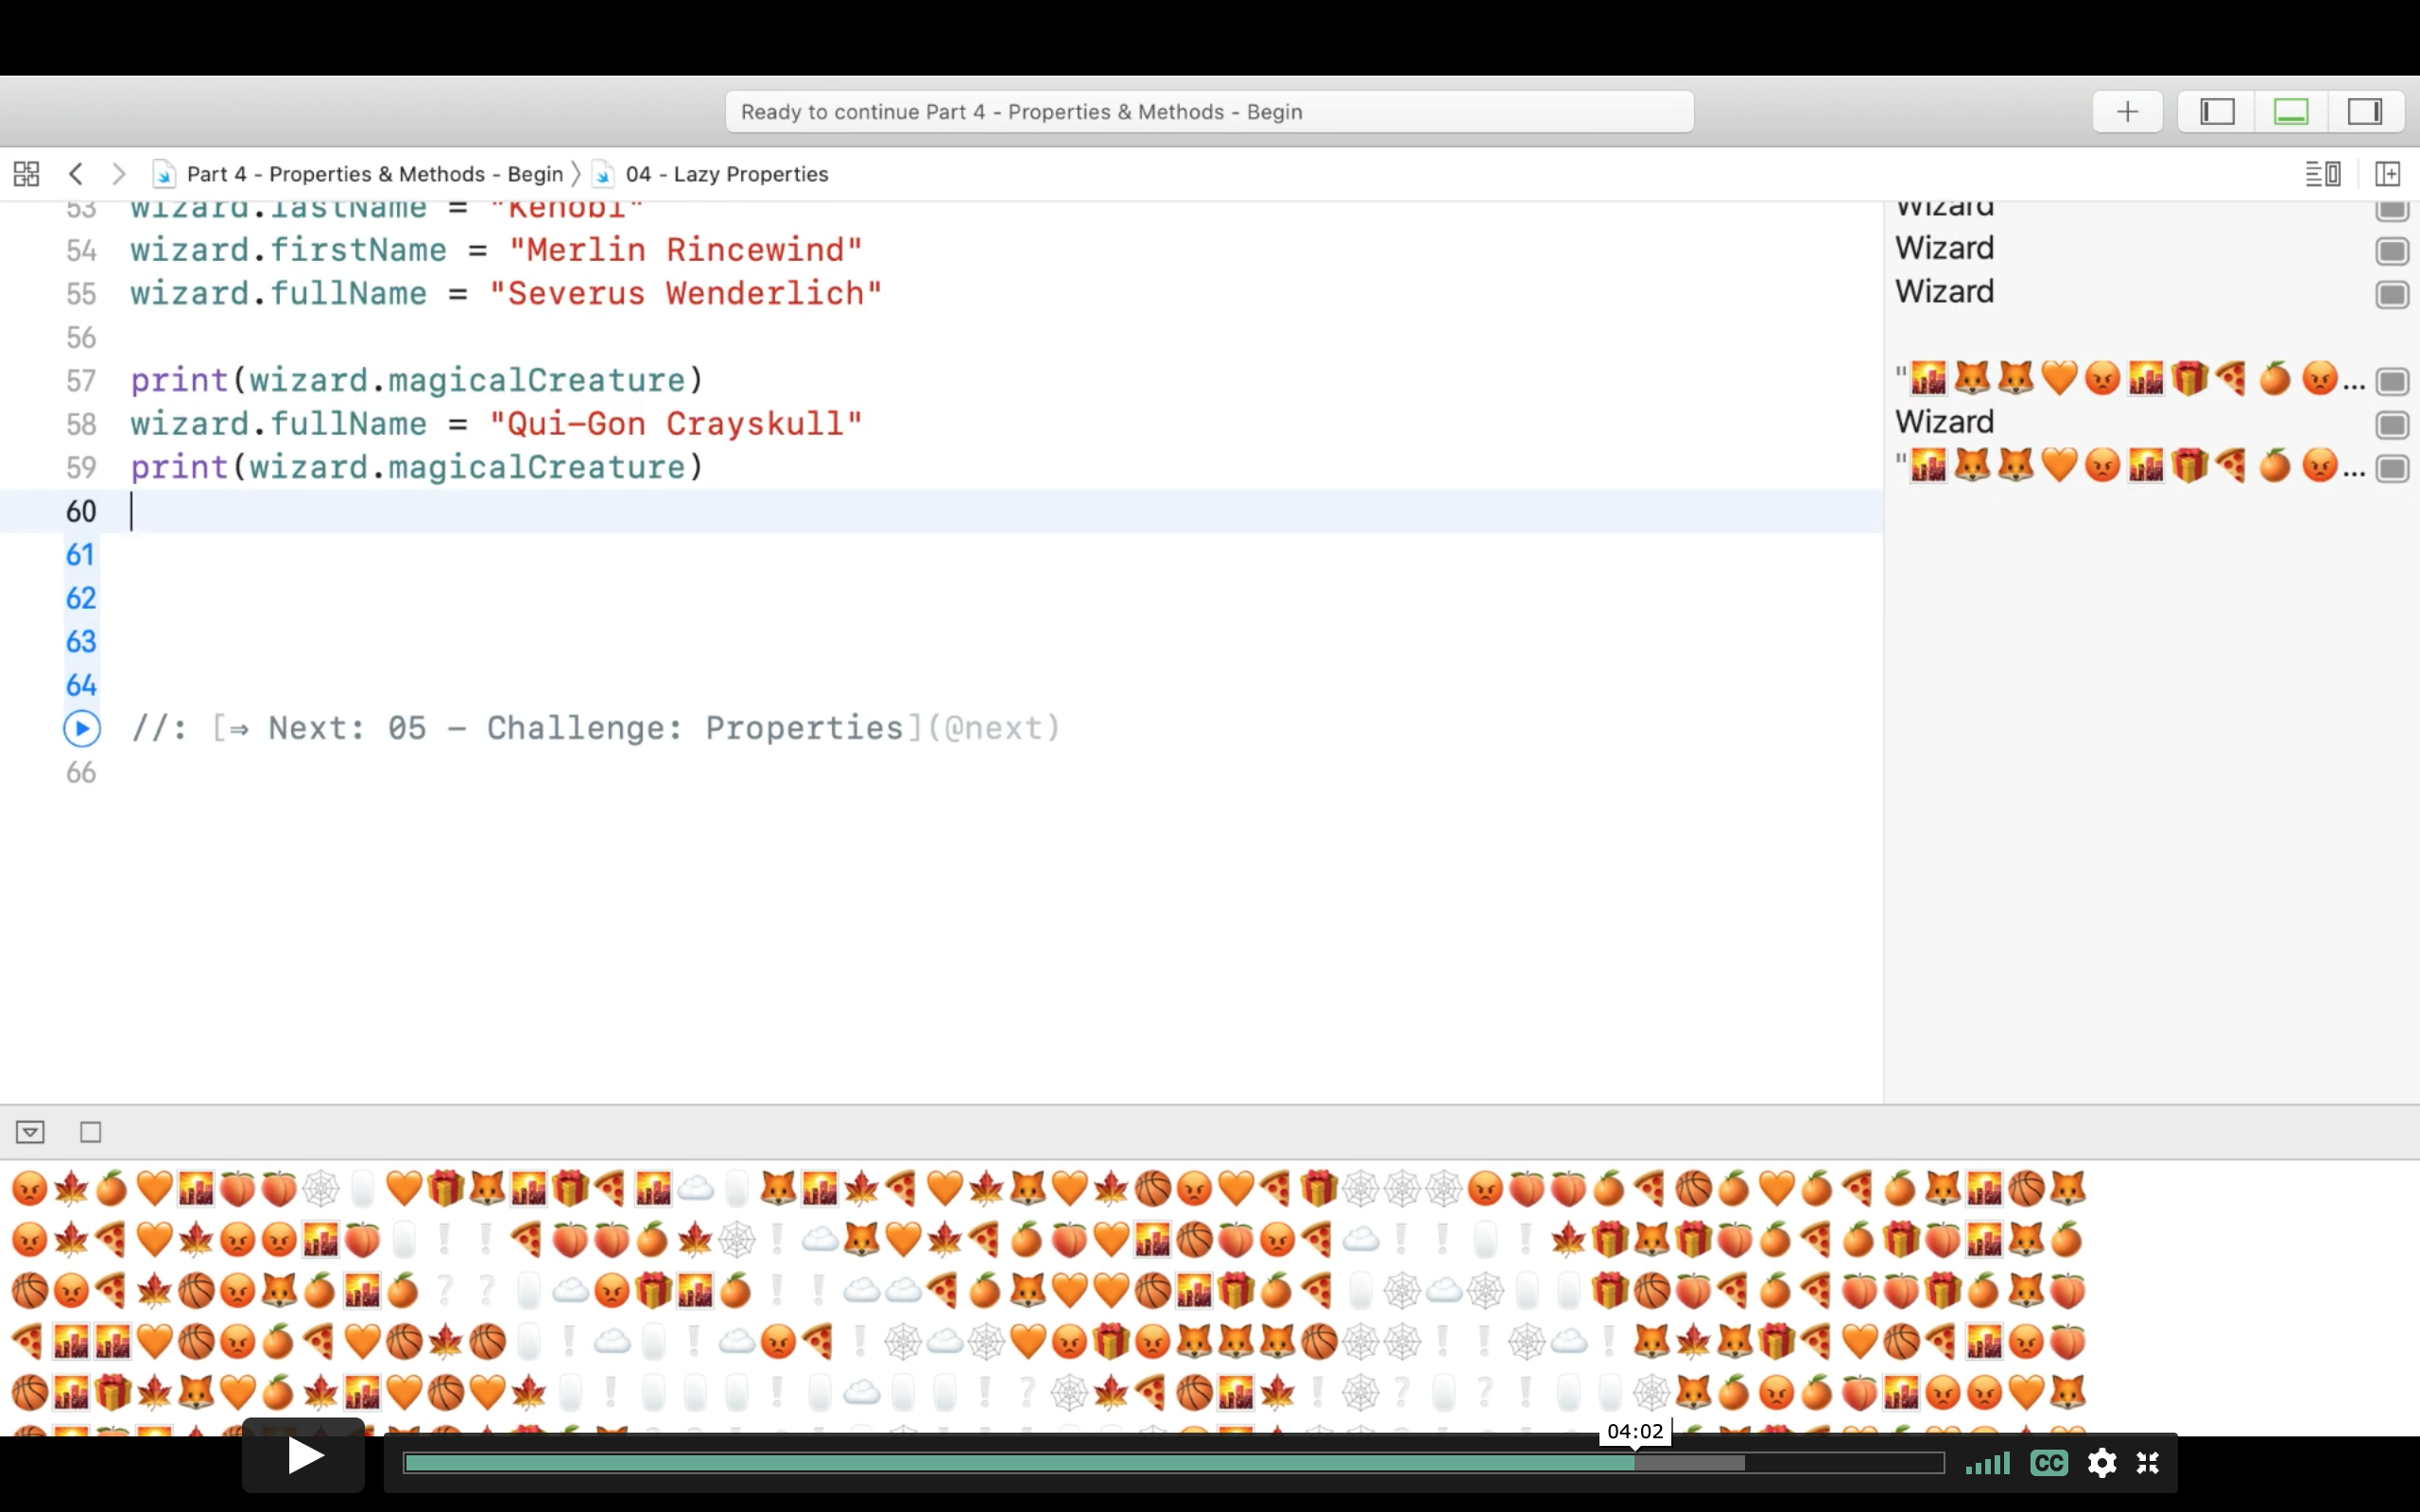 Ready to continue Part 4 - Properties & Methods - Begin
Part 4 - Properties & Methods - Begin 04 - Lazy Properties
53 wizard.lastName = "Kenobi" Wizard
54 wizard.firstName = "Merlin Rincewind" Wizard
55 wizard.fullName = "Severus Wenderlich" Wizard
56
57 print(wizard.magicalCreature) "🌇🦊🦊🧡😡🌇🎁🍕🍊😡...
58 wizard.fullName = "Qui-Gon Crayskull" Wizard
59 print(wizard.magicalCreature) "🌇🦊🦊🧡😡🌇🎁🍕🍊😡...
60
61
62
63
64
//: [⇒ Next: 05 - Challenge: Properties](@next)
66
04:02
CC